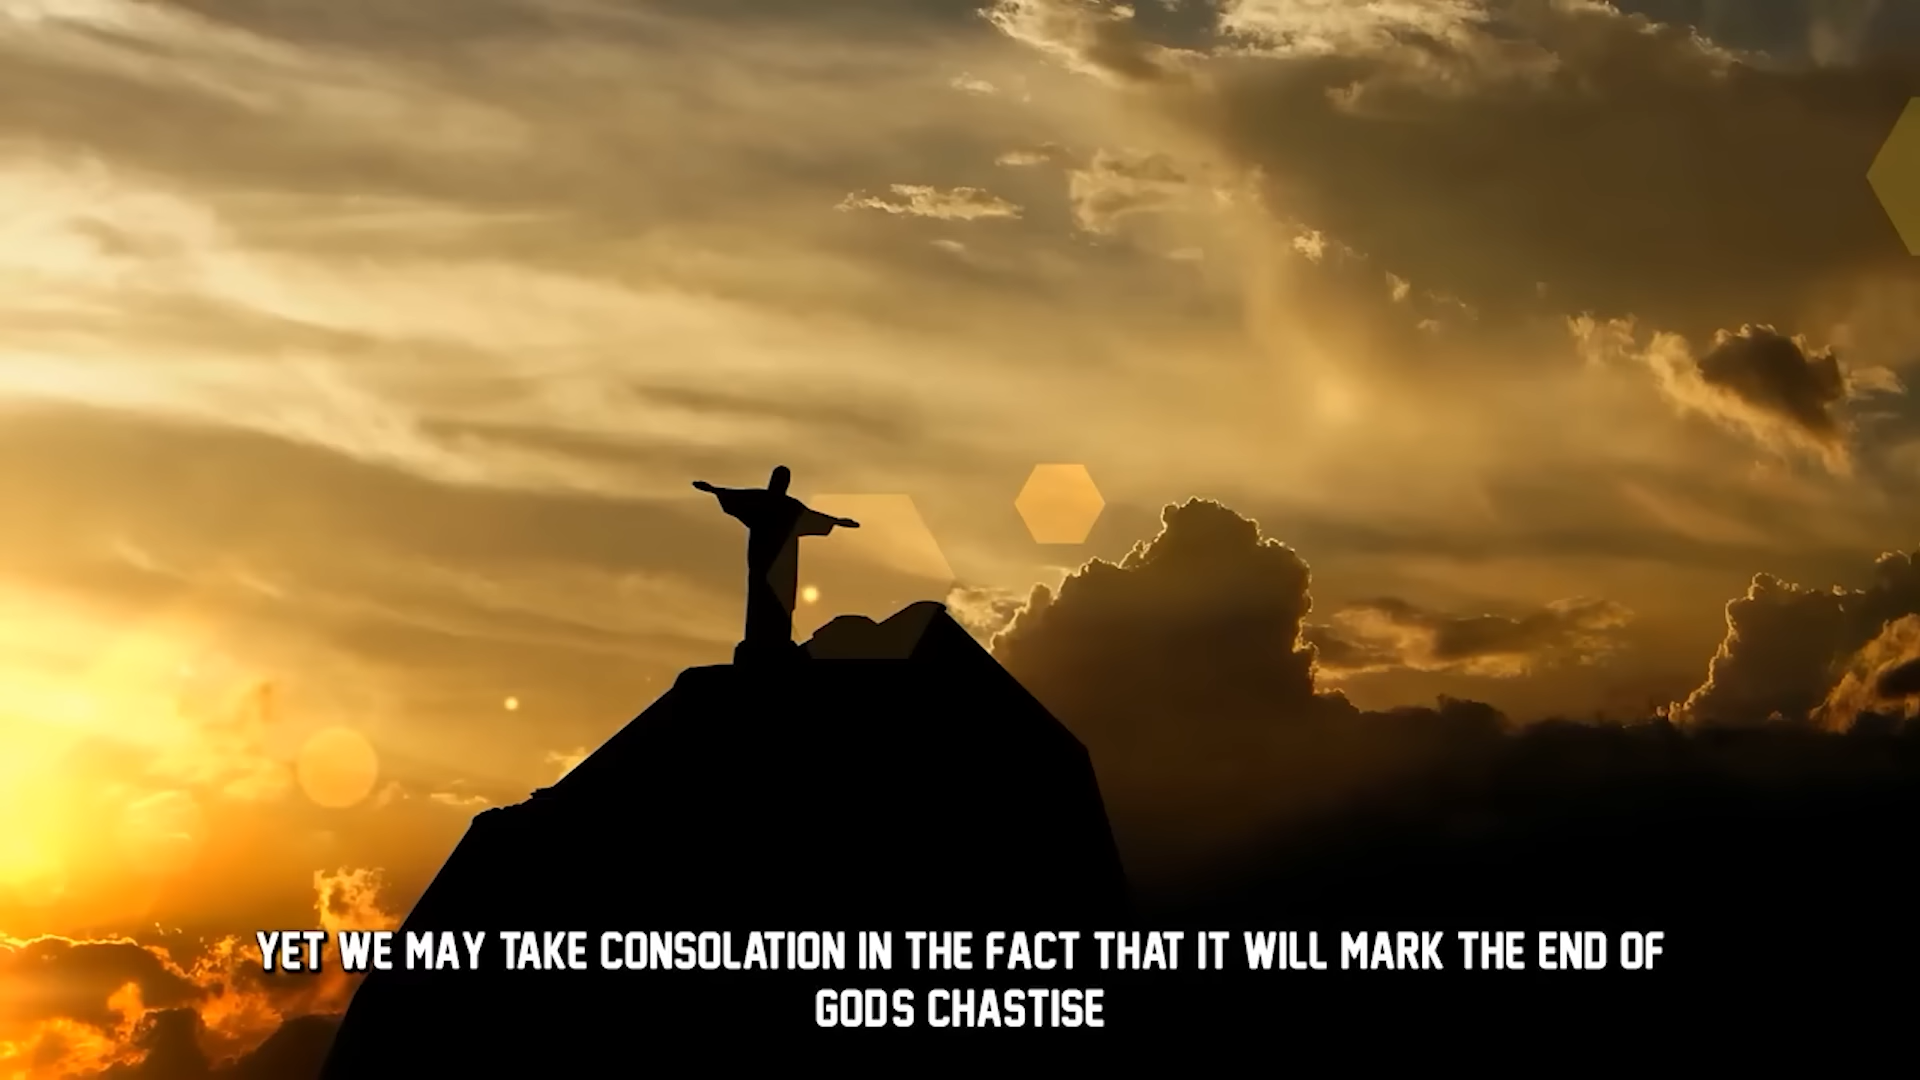 YET WE MAY TAKE CONSOLATION IN THE FACT THAT IT WILL MARK THE END OF
GODS CHASTISE